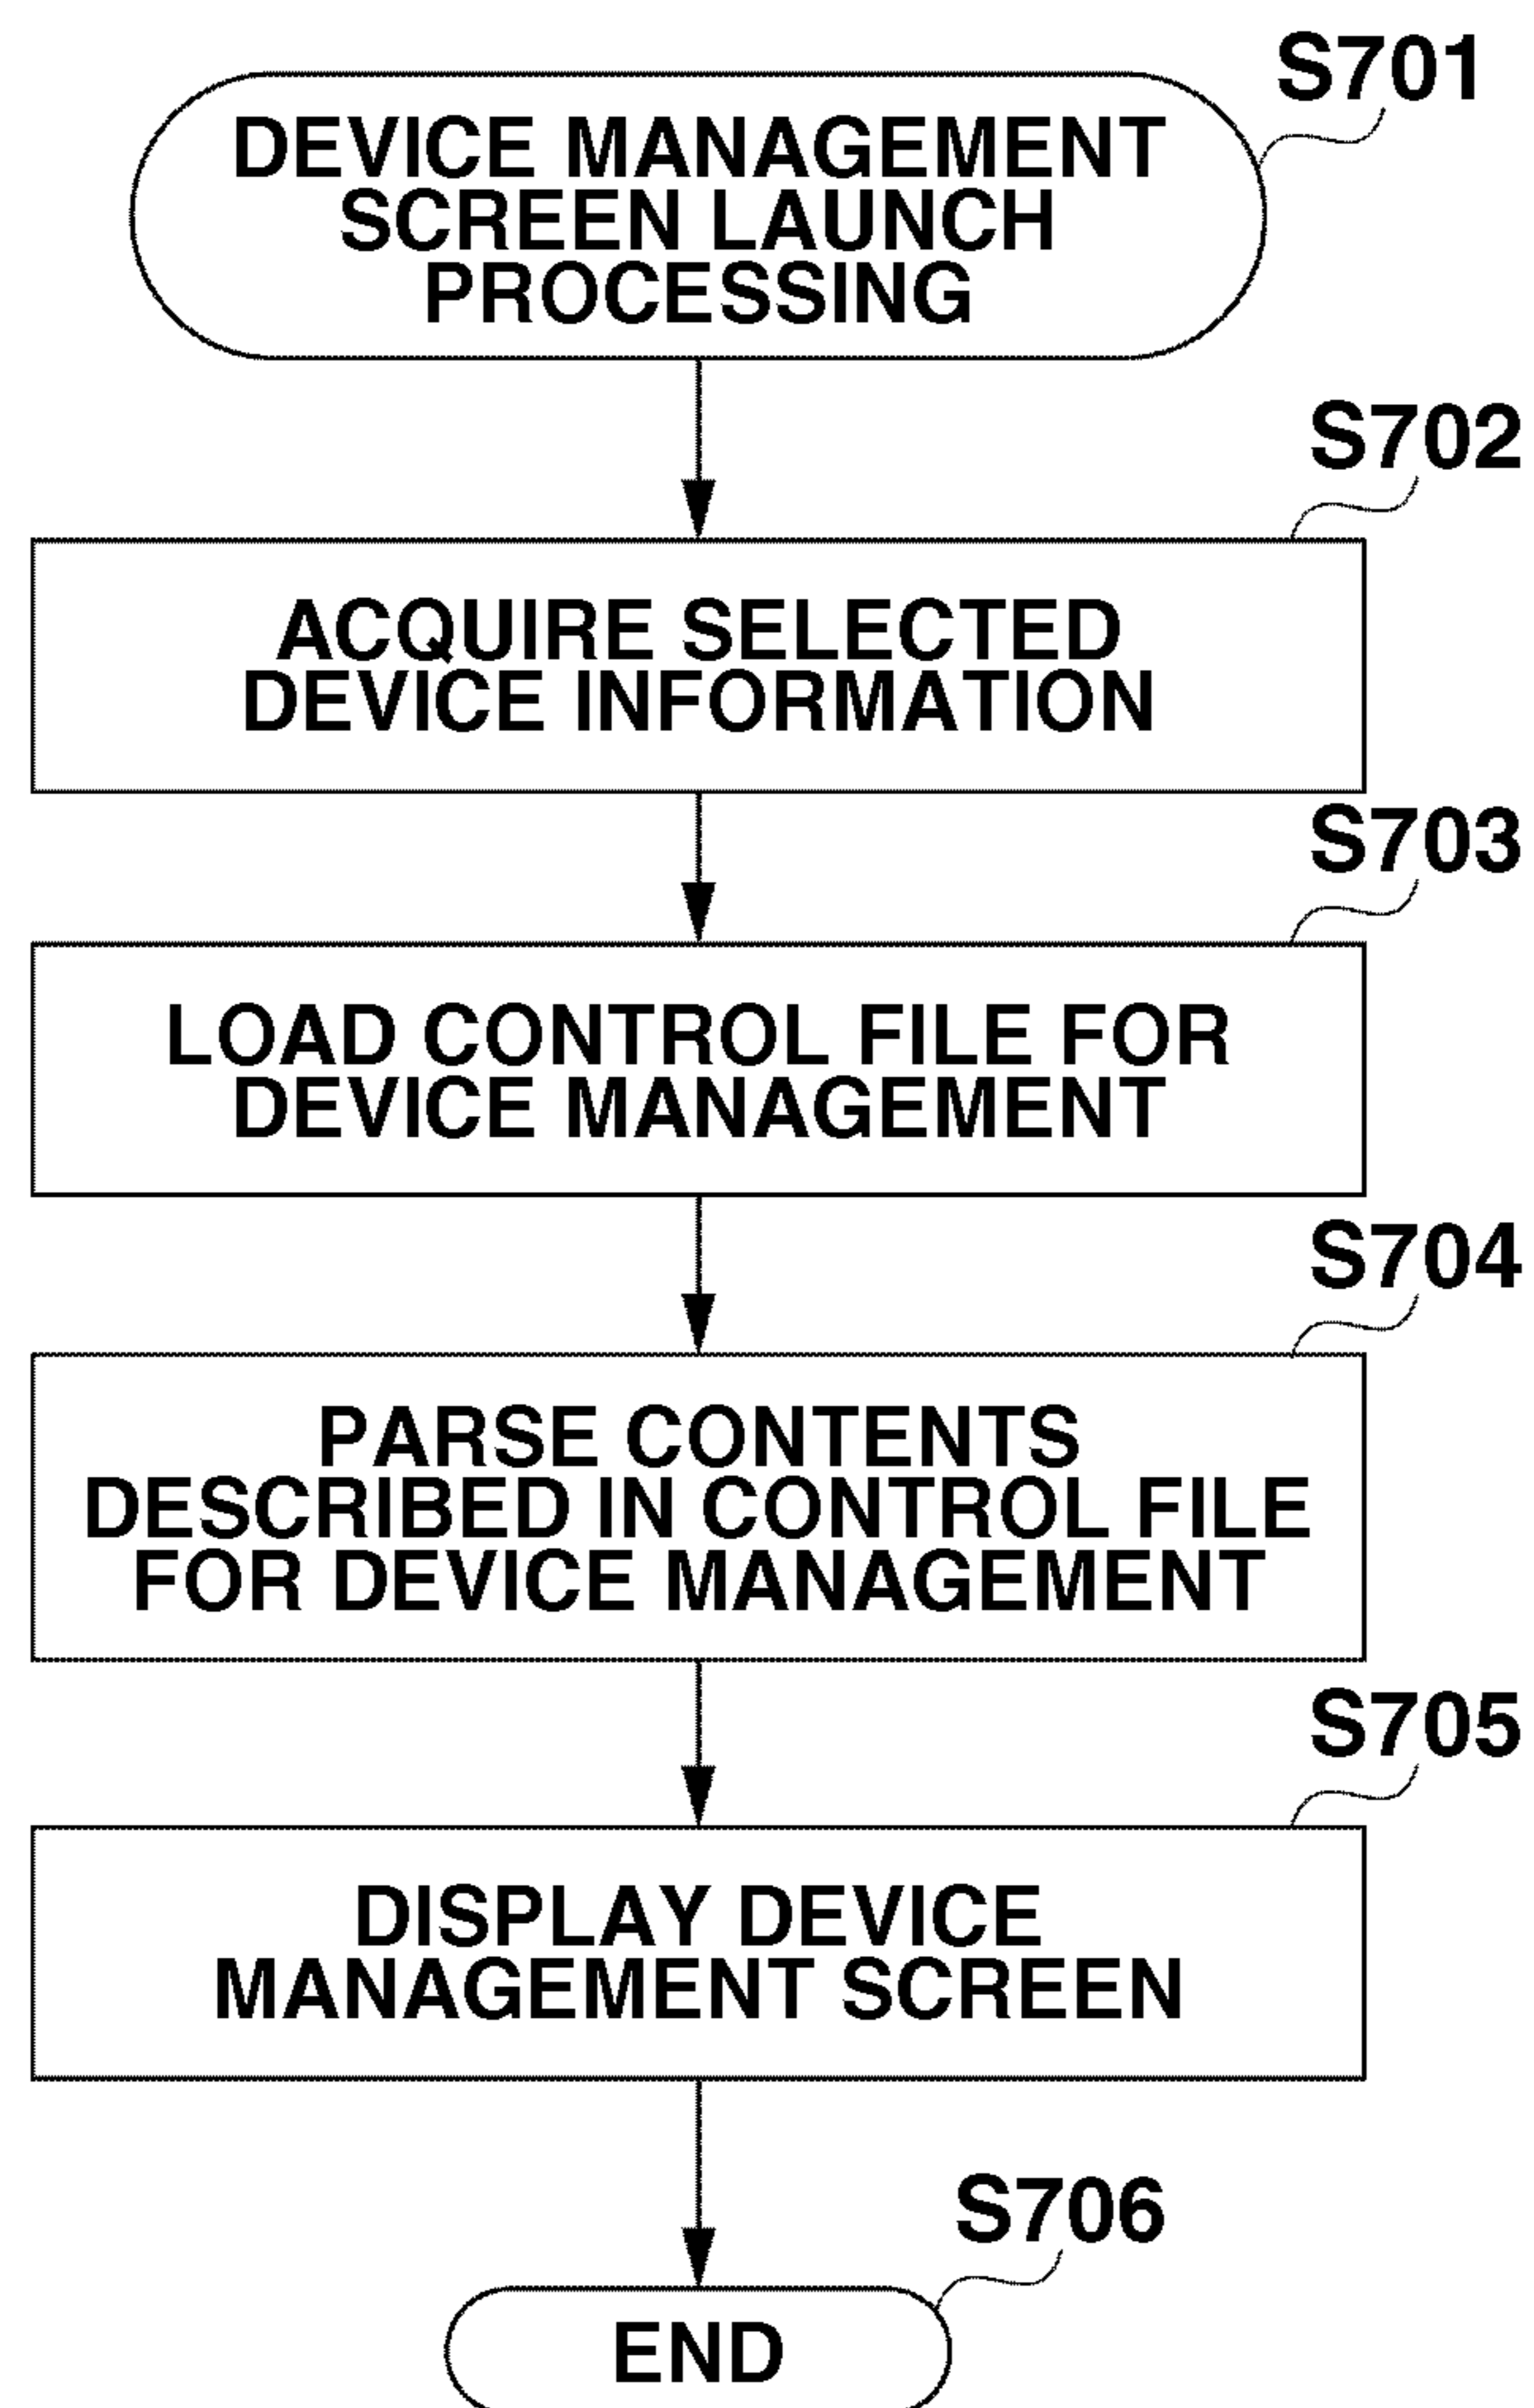 S701
DEVICE MANAGEMENT
SCREEN LAUNCH
PROCESSING
S702
ACQUIRE SELECTED
DEVICE INFORMATION
S703
LOAD CONTROL FILE FOR
DEVICE MANAGEMENT
S704
PARSE CONTENTS
DESCRIBED IN CONTROL FILE
FOR DEVICE MANAGEMENT
S705
DISPLAY DEVICE
MANAGEMENT SCREEN
S706
END